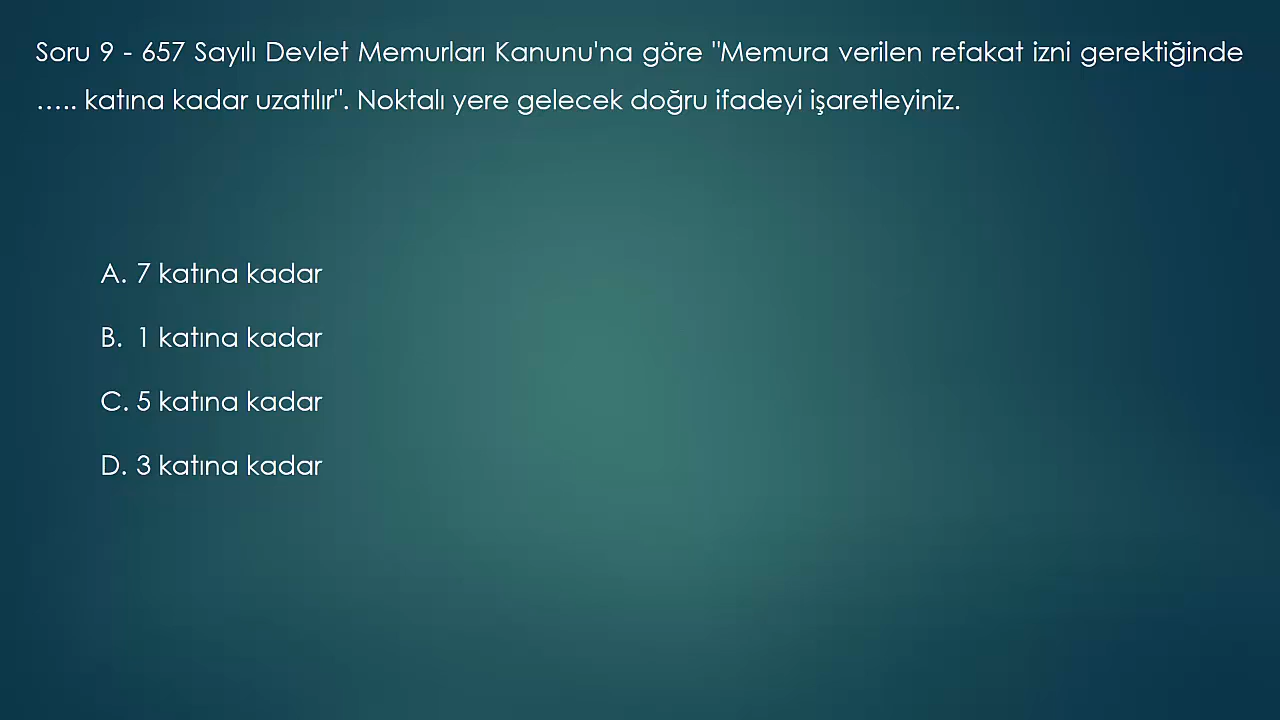 Soru 9 - 657 Sayılı Devlet Memurları Kanunu'na göre "Memura verilen refakat izni gerektiğinde
….. katına kadar uzatılır". Noktalı yere gelecek doğru ifadeyi işaretleyiniz.
A. 7 katına kadar
B. 1 katına kadar
C. 5 katına kadar
D. 3 katına kadar